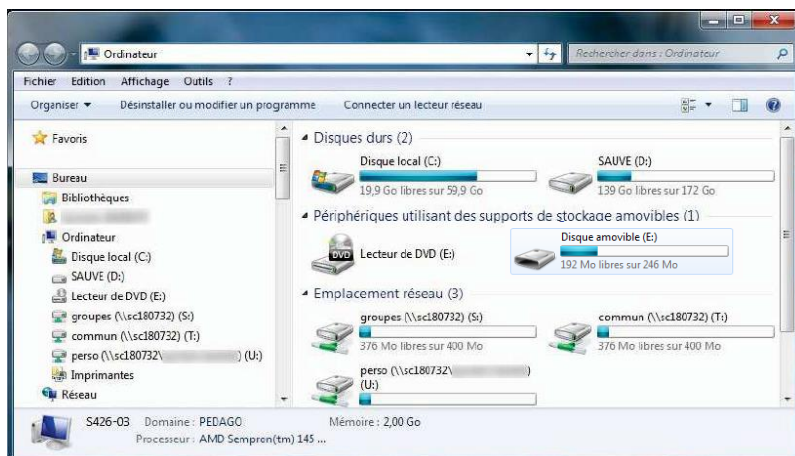 Ordinateur
Rechercher dans : Ordinateur
Fichier Edition Affichage Outils ?
Organiser Désinstaller ou modifier un programme Connecter un lecteur réseau
Favoris
Bureau
Bibliothèques
Ordinateur
Disque local (C:)
SAUVE (D:)
Lecteur de DVD (E:)
groupes (\\sc180732) (S:)
commun (\\sc180732) (T:)
perso (\\sc180732\ ) (U:)
Imprimantes
Réseau
Disques durs (2)
Disque local (C:)
19,9 Go libres sur 59,9 Go
SAUVE (D:)
139 Go libres sur 172 Go
Périphériques utilisant des supports de stockage amovibles (1)
DVD
Lecteur de DVD (E:)
Disque amovible (E:)
192 Mo libres sur 246 Mo
Emplacement réseau (3)
groupes (\\sc180732) (S:)
376 Mo libres sur 400 Mo
commun (\\sc180732) (T:)
376 Mo libres sur 400 Mo
perso (\\sc180732\ )
(U:)
S426-03 Domaine : PEDAGO Mémoire : 2,00 Go
Processeur : AMD Sempron(tm) 145 ...